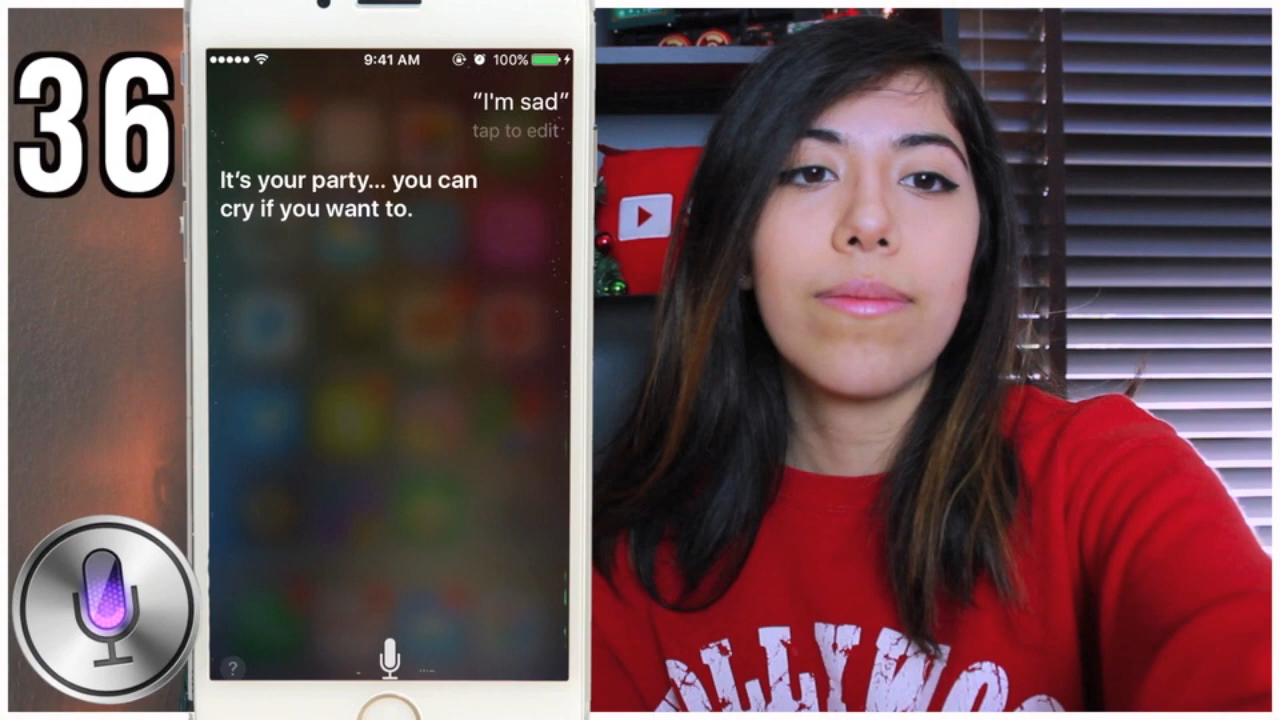 36
9:41 AM
100%
"I'm sad"
tap to edit
It's your party... you can
cry if you want to.
?